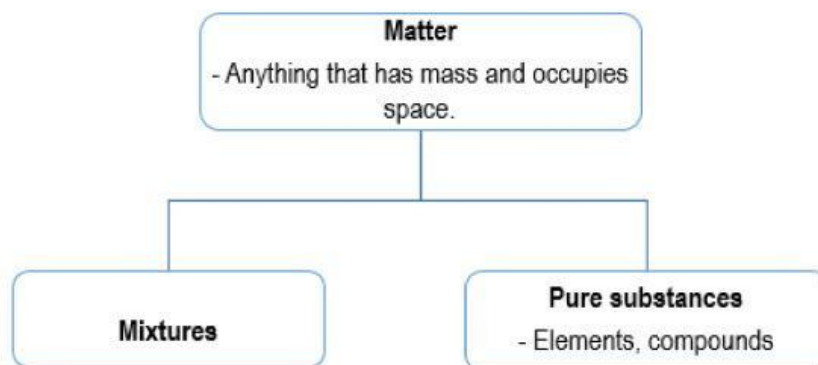 Matter
- Anything that has mass and occupies
space.
Mixtures
Pure substances
- Elements, compounds